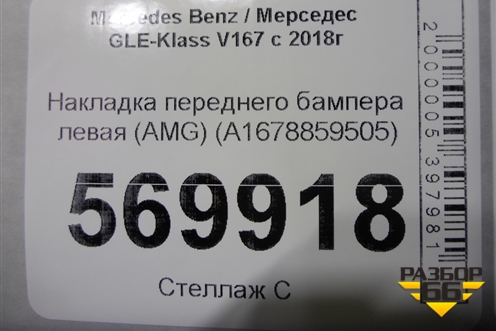 Mercedes Benz / Мерседес
GLE-Klass V167 с 2018г
Накладка переднего бампера
левая (AMG) (A1678859505)
569918
Стеллаж С
2000005397981
РАЗБОР
66